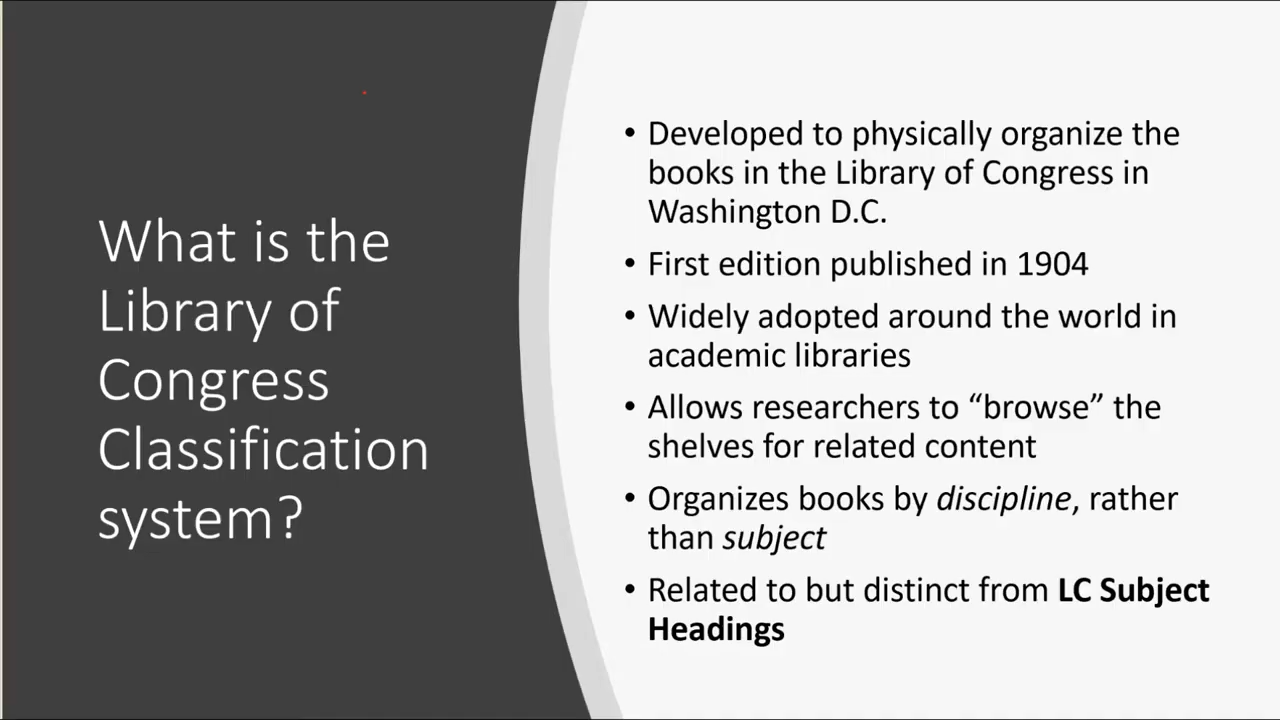 What is the
Library of
Congress
Classification
system?
• Developed to physically organize the
books in the Library of Congress in
Washington D.C.
• First edition published in 1904
• Widely adopted around the world in
academic libraries
• Allows researchers to “browse” the
shelves for related content
• Organizes books by discipline, rather
than subject
• Related to but distinct from LC Subject
Headings